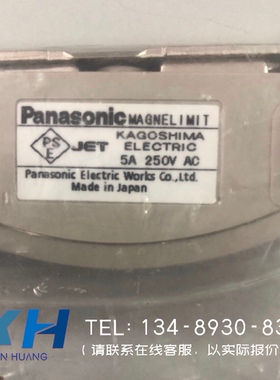 Panasonic MAGNELIMIT
PS
E
JET
KAGOSHIMA
ELECTRIC
5A 250V AC
Panasonic Electric Works Co.,Ltd.
Made in Japan
TEL: 134-8930-83
(请联系在线客服，以实际报价
HUANG